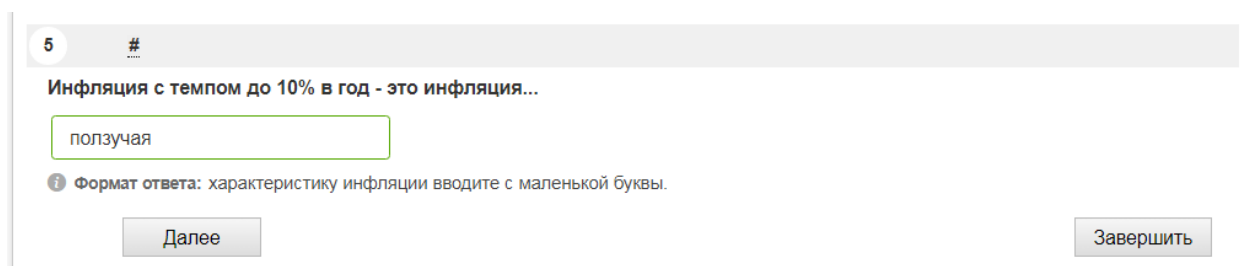 5 #
Инфляция с темпом до 10% в год - это инфляция...
ползучая
Формат ответа: характеристику инфляции вводите с маленькой буквы.
Далее Завершить